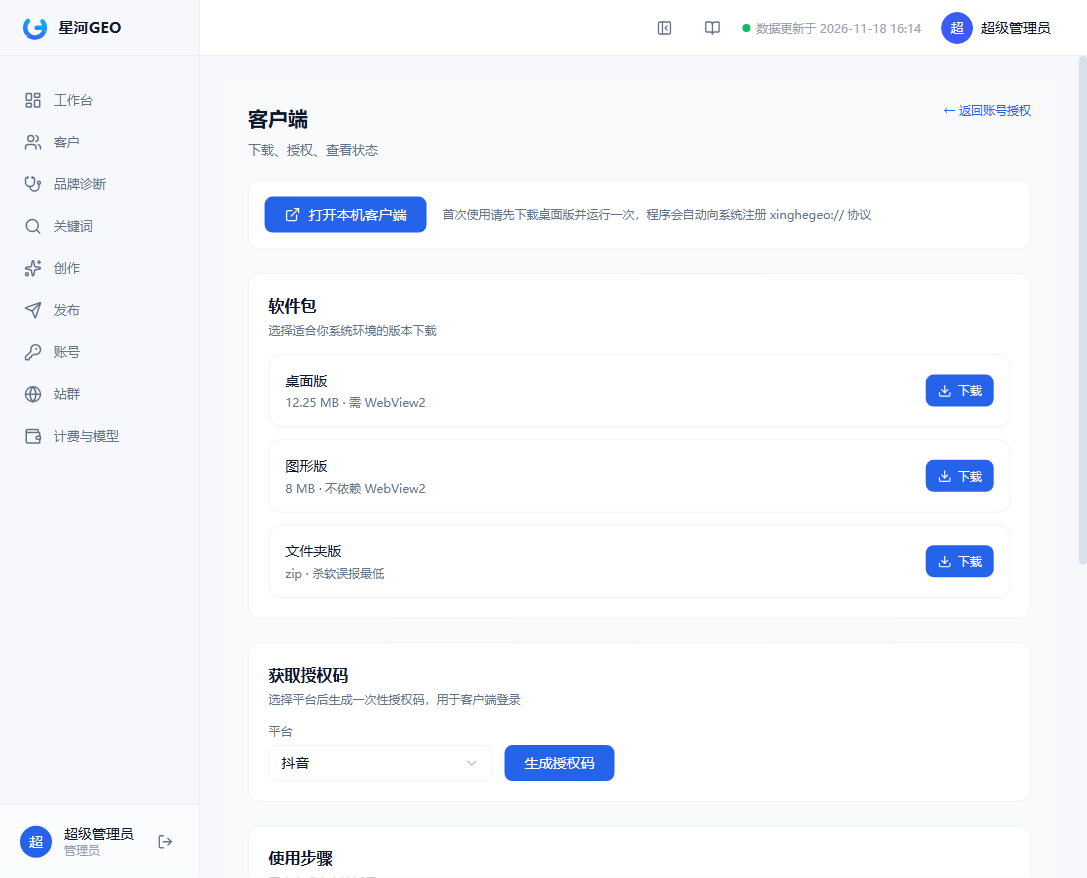 星河GEO
数据更新于 2026-11-18 16:14
超
超级管理员
工作台
客户
品牌诊断
关键词
创作
发布
账号
站群
计费与模型
超
超级管理员
管理员
客户端
← 返回账号授权
下载、授权、查看状态
打开本机客户端
首次使用请先下载桌面版并运行一次，程序会自动向系统注册 xinghegeo:// 协议
软件包
选择适合你系统环境的版本下载
桌面版
12.25 MB · 需 WebView2
下载
图形版
8 MB · 不依赖 WebView2
下载
文件夹版
zip · 杀软误报最低
下载
获取授权码
选择平台后生成一次性授权码，用于客户端登录
平台
抖音
生成授权码
使用步骤